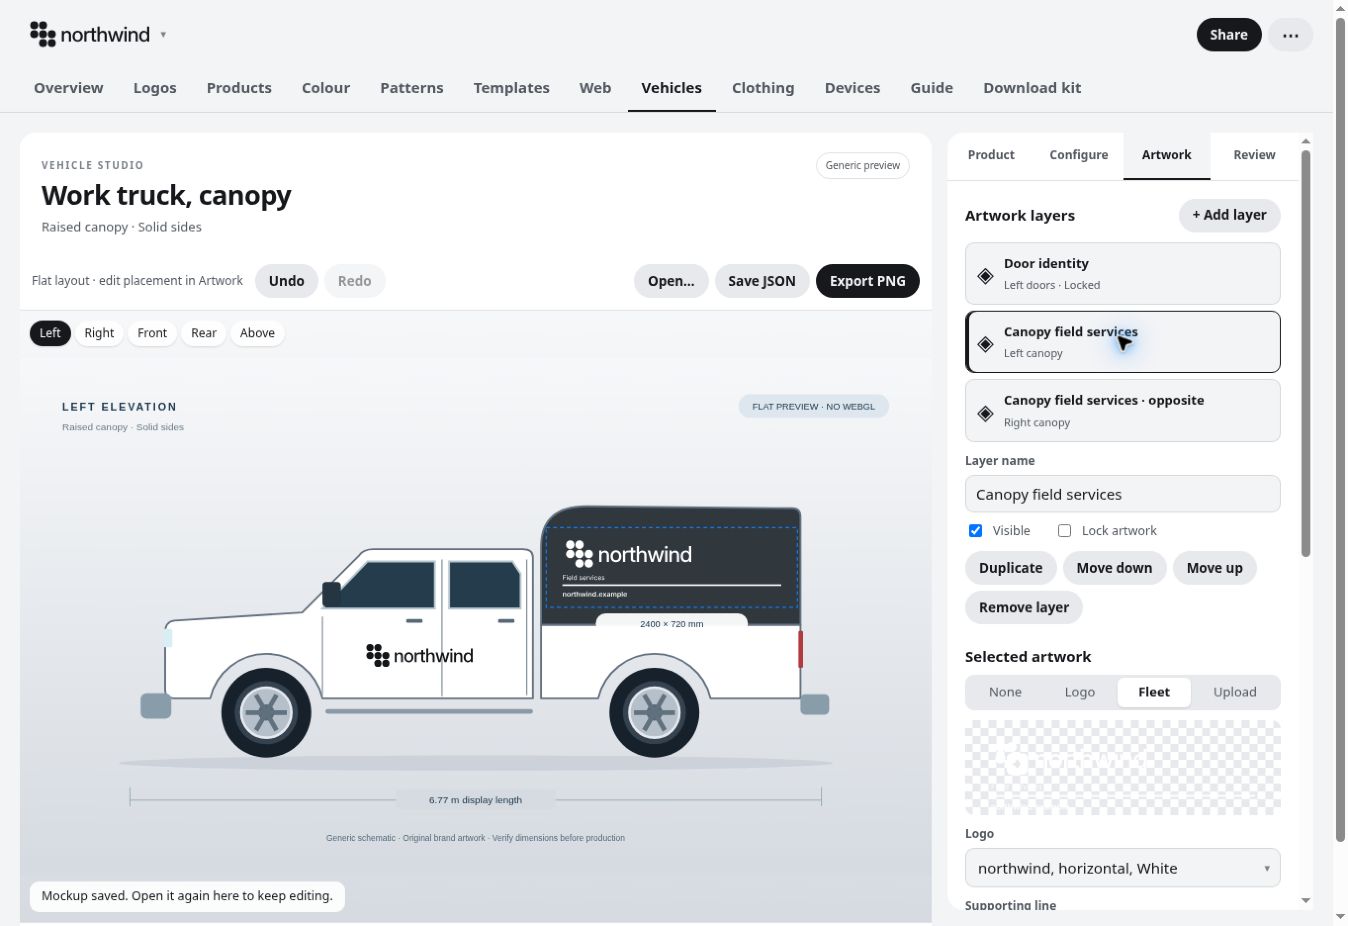 northwind
Share
...
Overview
Logos
Products
Colour
Patterns
Templates
Web
Vehicles
Clothing
Devices
Guide
Download kit
VEHICLE STUDIO
Generic preview
Work truck, canopy
Raised canopy · Solid sides
Flat layout · edit placement in Artwork
Undo
Redo
Open...
Save JSON
Export PNG
Left
Right
Front
Rear
Above
LEFT ELEVATION
FLAT PREVIEW · NO WEBGL
Raised canopy · Solid sides
northwind
Field services
northwind.example
2400 × 720 mm
northwind
6.77 m display length
Generic schematic · Original brand artwork · Verify dimensions before production
Mockup saved. Open it again here to keep editing.
Product
Configure
Artwork
Review
Artwork layers
+ Add layer
Door identity
Left doors · Locked
Canopy field services
Left canopy
Canopy field services · opposite
Right canopy
Layer name
Canopy field services
Visible
Lock artwork
Duplicate
Move down
Move up
Remove layer
Selected artwork
None
Logo
Fleet
Upload
northwind
Logo
northwind, horizontal, White
Supporting line